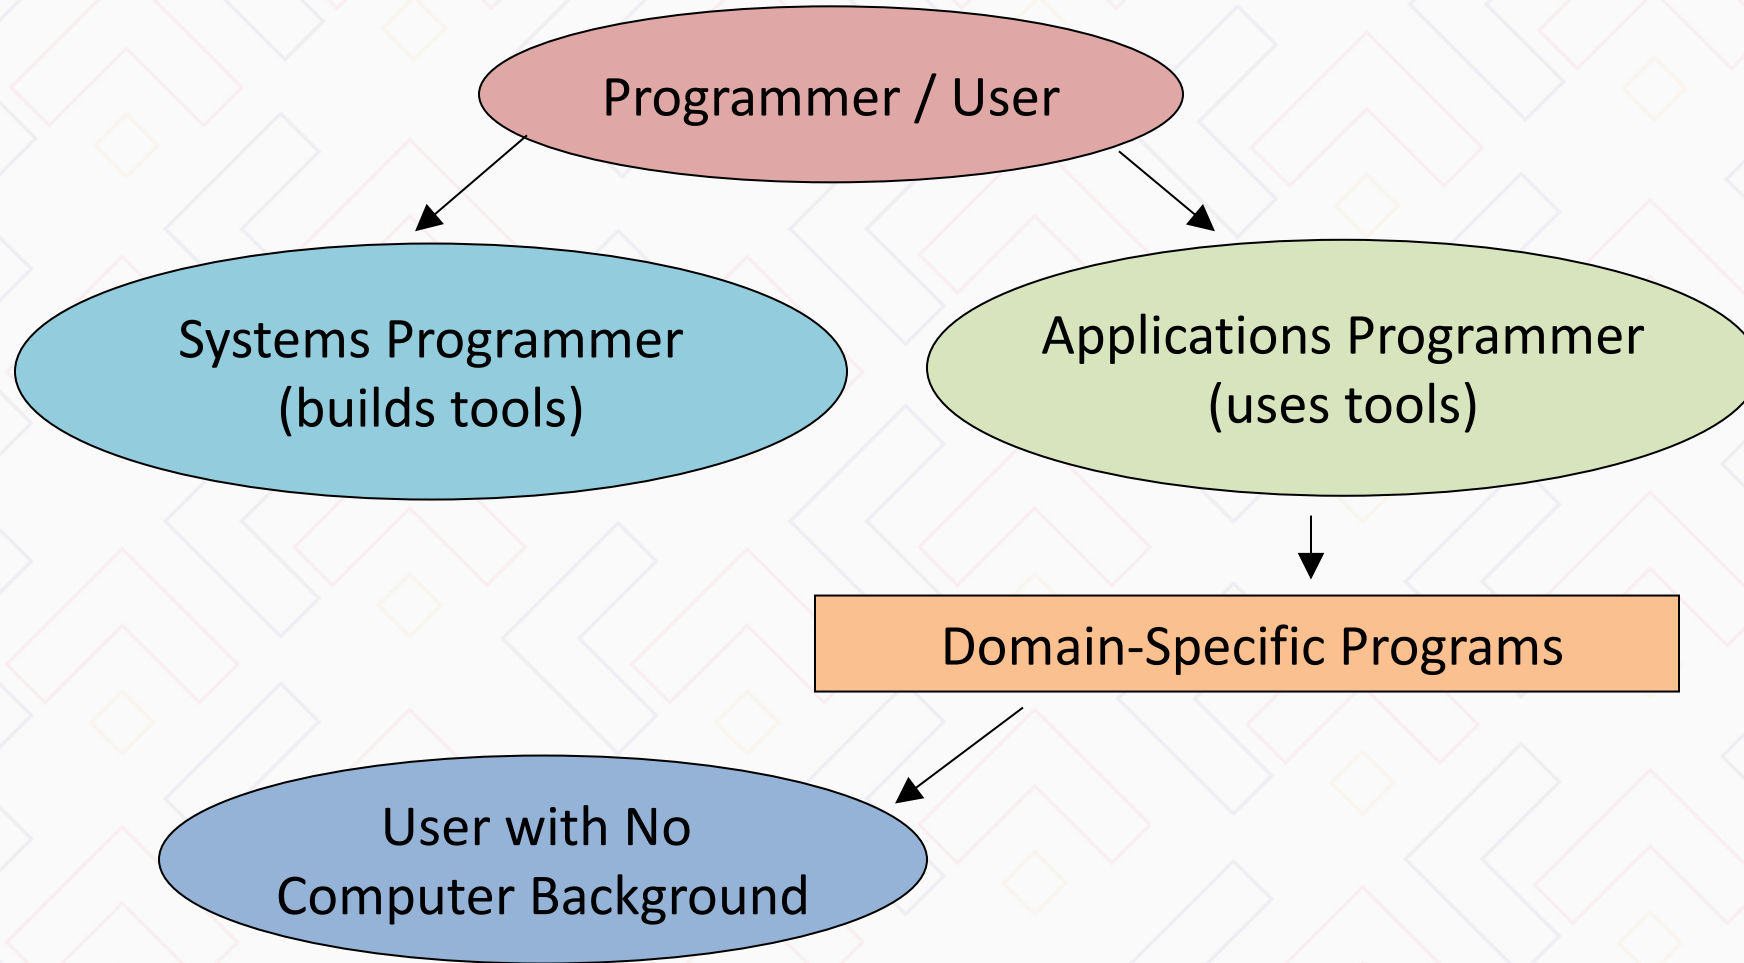 Programmer / User
Systems Programmer
(builds tools)
Applications Programmer
(uses tools)
Domain-Specific Programs
User with No
Computer Background